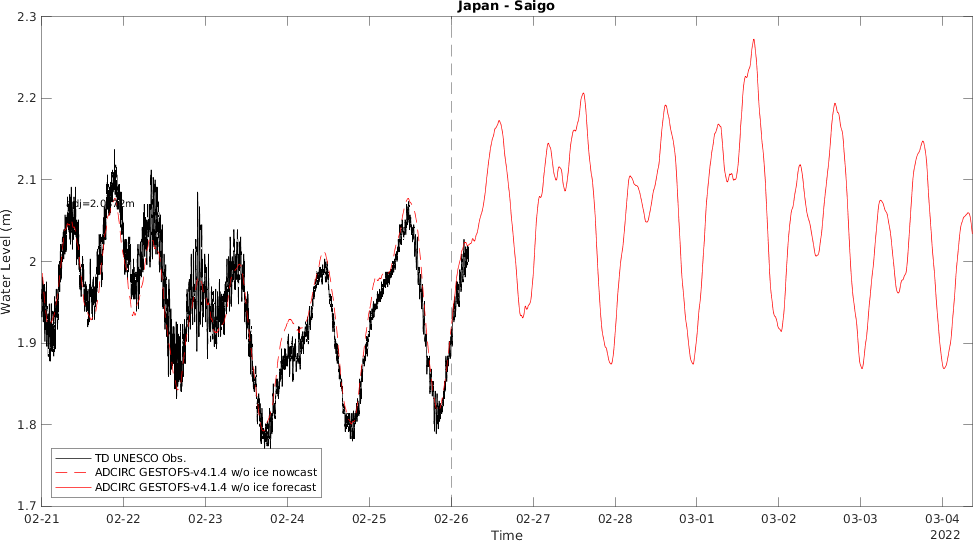 Japan - Saigo
2.3
2.2
2.1
2
1.9
1.8
1.7
Water Level (m)
TD UNESCO Obs.
ADCIRC GESTOFS-v4.1.4 w/o ice nowcast
ADCIRC GESTOFS-v4.1.4 w/o ice forecast
02-21 02-22 02-23 02-24 02-25 02-26 02-27 02-28 03-01 03-02 03-03 03-04
Time 2022